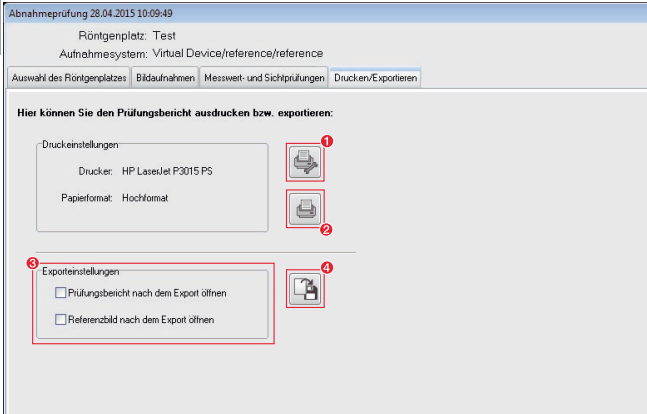 Abnahmeprüfung 28.04.2015 10:09:49
Röntgenplatz: Test
Aufnahmesystem: Virtual Device/reference/reference
Auswahl des Röntgenplatzes Bildaufnahmen Messwert- und Sichtprüfungen Drucken/Exportieren
Hier können Sie den Prüfungsbericht ausdrucken bzw. exportieren:
1
Druckeinstellungen
Drucker: HP LaserJet P3015 PS
Papierformat: Hochformat
2
3
4
Exporteinstellungen
Prüfungsbericht nach dem Export öffnen
Referenzbild nach dem Export öffnen